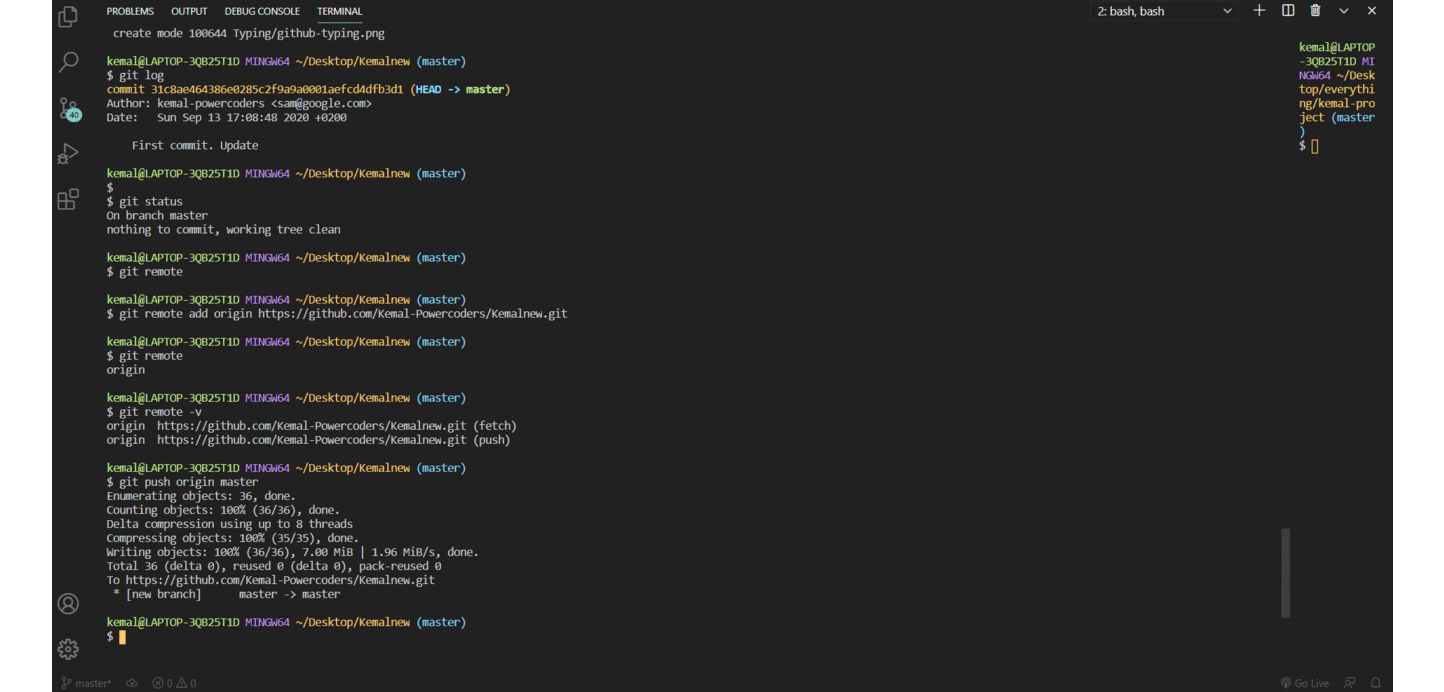 PROBLEMS OUTPUT DEBUG CONSOLE TERMINAL 2: bash, bash
create mode 100644 Typing/github-typing.png
kemal@LAPTOP-3QB25T1D MINGW64 ~/Desktop/Kemalnew (master)
$ git log
commit 31c8ae464386e0285c2f9a9a0001aefcd4dfb3d1 (HEAD -> master)
Author: kemal-powercoders <sam@google.com>
Date:   Sun Sep 13 17:08:48 2020 +0200
First commit. Update
kemal@LAPTOP-3QB25T1D MINGW64 ~/Desktop/Kemalnew (master)
$
$ git status
On branch master
nothing to commit, working tree clean
kemal@LAPTOP-3QB25T1D MINGW64 ~/Desktop/Kemalnew (master)
$ git remote
kemal@LAPTOP-3QB25T1D MINGW64 ~/Desktop/Kemalnew (master)
$ git remote add origin https://github.com/Kemal-Powercoders/Kemalnew.git
kemal@LAPTOP-3QB25T1D MINGW64 ~/Desktop/Kemalnew (master)
$ git remote
origin
kemal@LAPTOP-3QB25T1D MINGW64 ~/Desktop/Kemalnew (master)
$ git remote -v
origin  https://github.com/Kemal-Powercoders/Kemalnew.git (fetch)
origin  https://github.com/Kemal-Powercoders/Kemalnew.git (push)
kemal@LAPTOP-3QB25T1D MINGW64 ~/Desktop/Kemalnew (master)
$ git push origin master
Enumerating objects: 36, done.
Counting objects: 100% (36/36), done.
Delta compression using up to 8 threads
Compressing objects: 100% (35/35), done.
Writing objects: 100% (36/36), 7.00 MiB | 1.96 MiB/s, done.
Total 36 (delta 0), reused 0 (delta 0), pack-reused 0
To https://github.com/Kemal-Powercoders/Kemalnew.git
* [new branch]      master -> master
kemal@LAPTOP-3QB25T1D MINGW64 ~/Desktop/Kemalnew (master)
$
kemal@LAPTOP
-3QB25T1D MI
NGW64 ~/Desk
top/everythi
ng/kemal-pro
ject (master
)
$
40
master* 0 0 Go Live